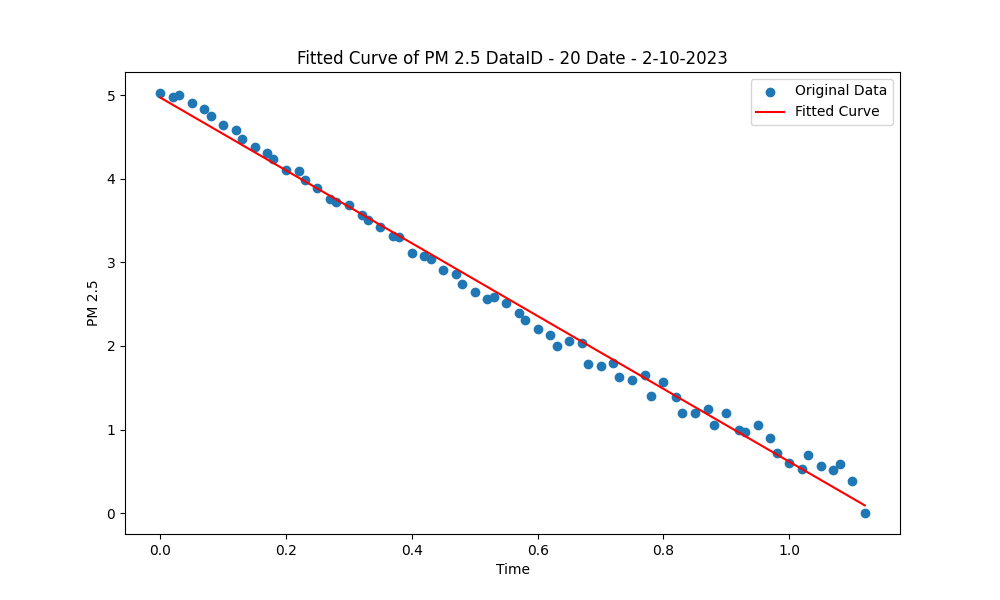 Fitted Curve of PM 2.5 DataID - 20 Date - 2-10-2023
Original Data
Fitted Curve
5
4
3
2
1
0
PM 2.5
0.0 0.2 0.4 0.6 0.8 1.0
Time